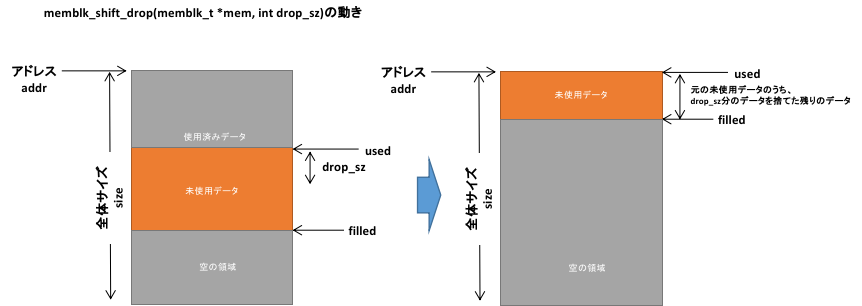 memblk_shift_drop(memblk_t *mem, int drop_sz)の動き
アドレス
addr
使用済みデータ
used
drop_sz
未使用データ
全体サイズ
size
filled
空の領域
アドレス
addr
used
未使用データ
元の未使用データのうち、
drop_sz分のデータを捨てた残りのデータ
filled
全体サイズ
size
空の領域